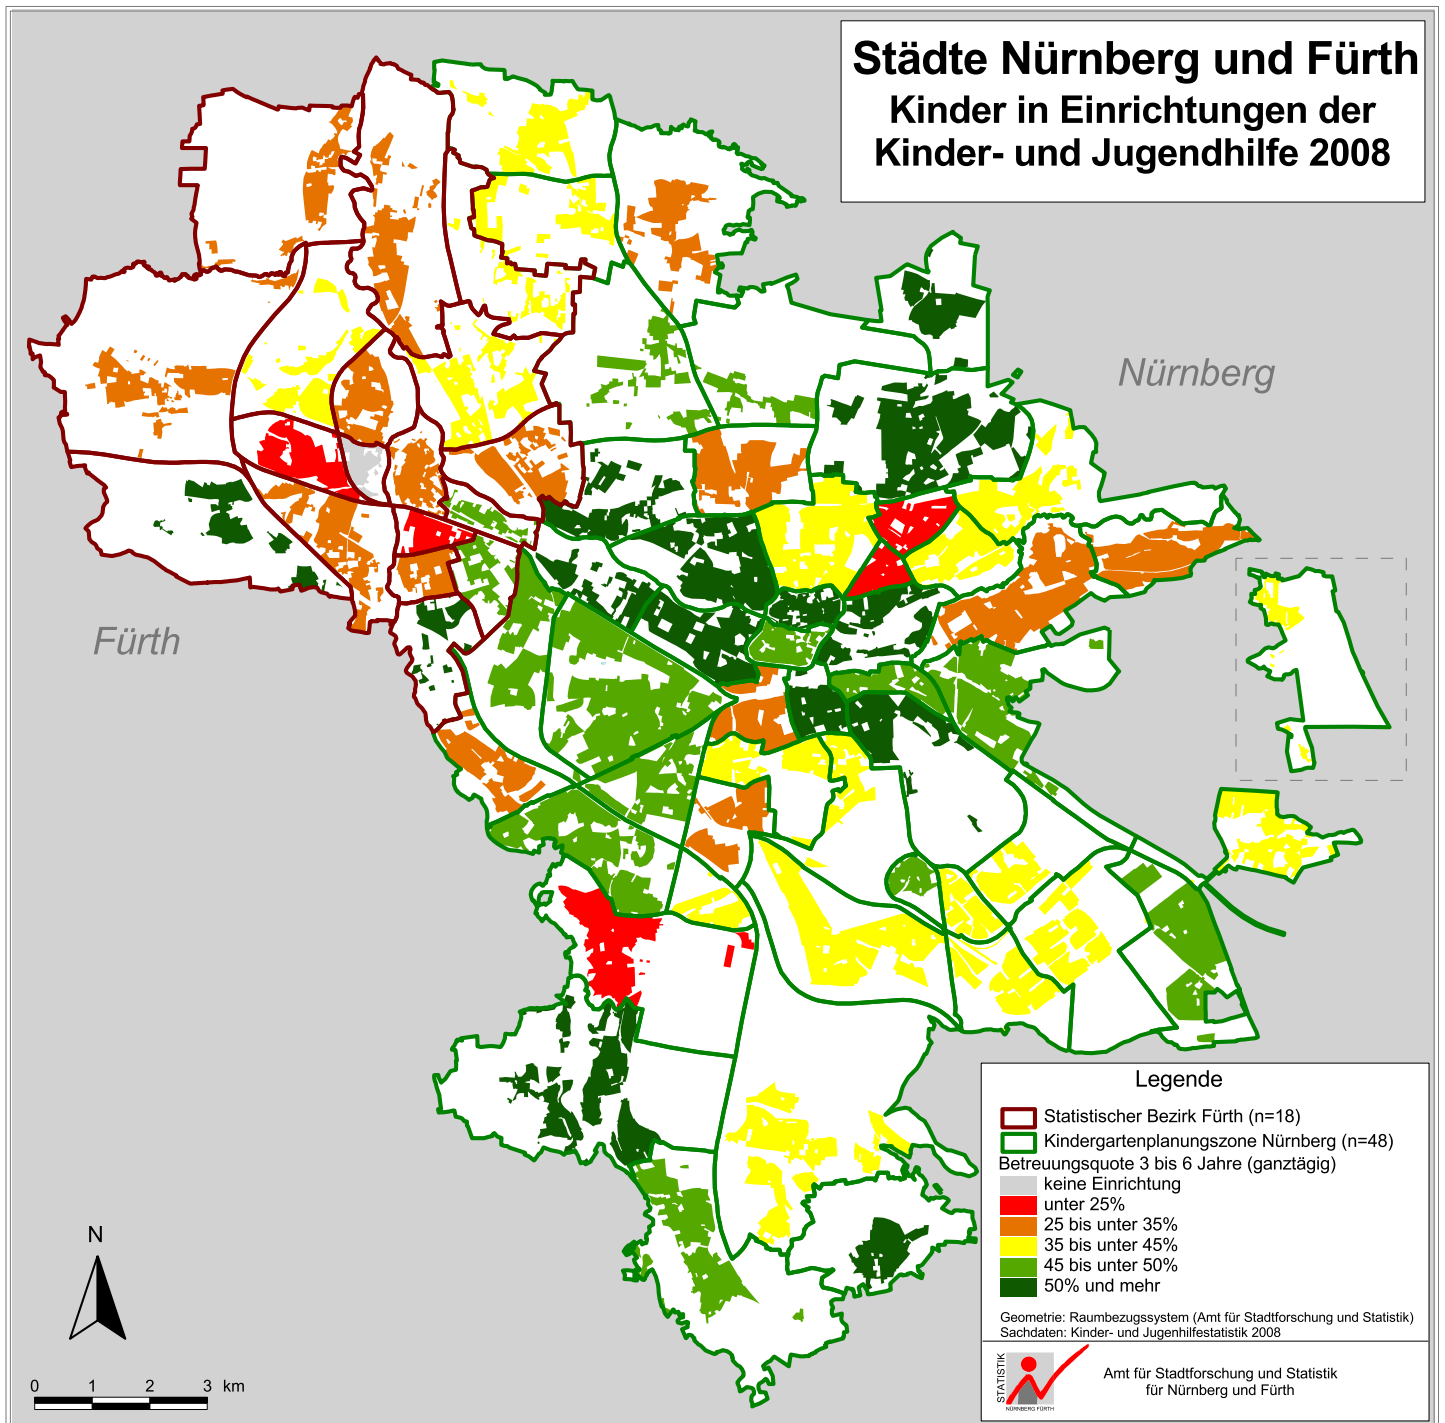 Städte Nürnberg und Fürth
Kinder in Einrichtungen der
Kinder- und Jugendhilfe 2008
Nürnberg
Fürth
Legende
Statistischer Bezirk Fürth (n=18)
Kindergartenplanungszone Nürnberg (n=48)
Betreuungsquote 3 bis 6 Jahre (ganztägig)
keine Einrichtung
unter 25%
25 bis unter 35%
35 bis unter 45%
45 bis unter 50%
50% und mehr
Geometrie: Raumbezugssystem (Amt für Stadtforschung und Statistik)
Sachdaten: Kinder- und Jugenhilfestatistik 2008
STATISTIK
NÜRNBERG FÜRTH
Amt für Stadtforschung und Statistik
für Nürnberg und Fürth
N
0 1 2 3 km